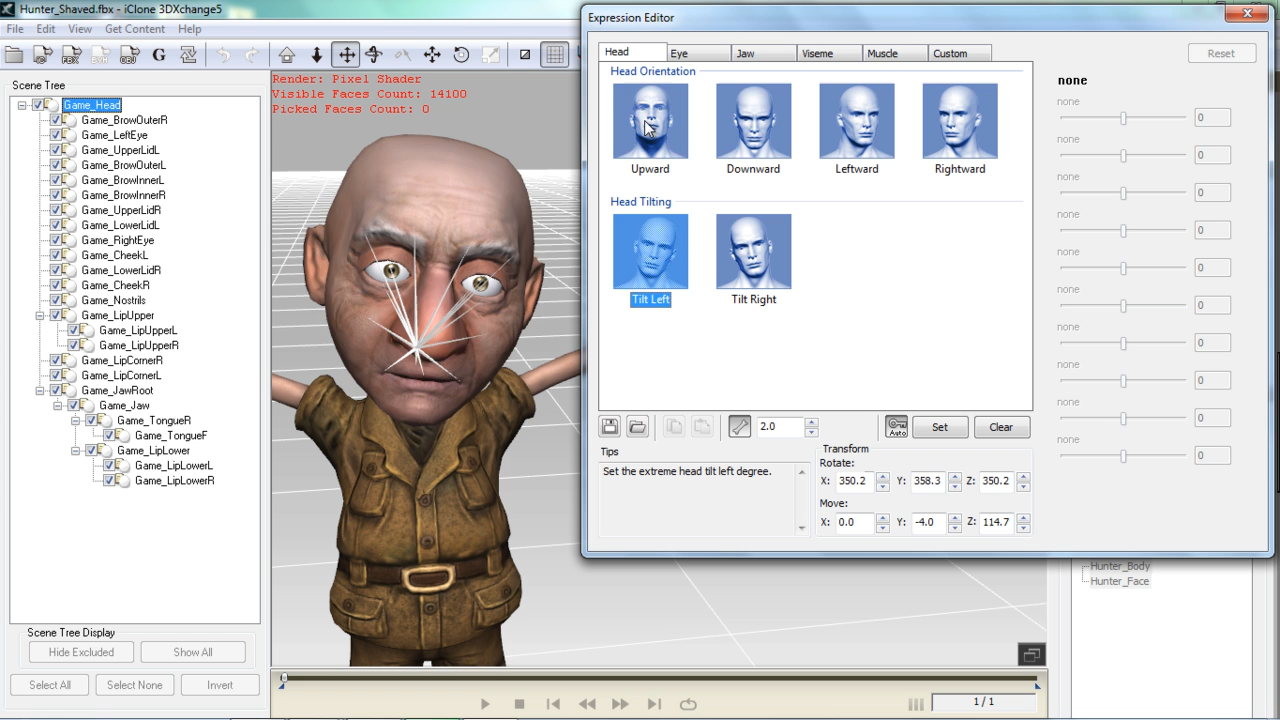 Hunter_Shaved.fbx - iClone 3DXchange5
File Edit View Get Content Help
Scene Tree
Game_Head
Game_BrowOuterR
Game_LeftEye
Game_UpperLidL
Game_BrowOuterL
Game_BrowInnerL
Game_BrowInnerR
Game_UpperLidR
Game_LowerLidL
Game_RightEye
Game_CheekL
Game_LowerLidR
Game_CheekR
Game_Nostrils
Game_LipUpper
Game_LipUpperL
Game_LipUpperR
Game_LipCornerR
Game_LipCornerL
Game_JawRoot
Game_Jaw
Game_TongueR
Game_TongueF
Game_LipLower
Game_LipLowerL
Game_LipLowerR
Scene Tree Display
Hide Excluded Show All
Select All Select None Invert
Render: Pixel Shader
Visible Faces Count: 14100
Picked Faces Count: 0
1 / 1
Expression Editor
Head Eye Jaw Viseme Muscle Custom
Reset
Head Orientation
Upward Downward Leftward Rightward
Head Tilting
Tilt Left Tilt Right
2.0
Auto
Set Clear
Tips
Set the extreme head tilt left degree.
Transform
Rotate:
X: 350.2 Y: 358.3 Z: 350.2
Move:
X: 0.0 Y: -4.0 Z: 114.7
none
none
0
none
0
none
0
none
0
none
0
none
0
none
0
none
0
none
0
none
0
Hunter_Body
Hunter_Face